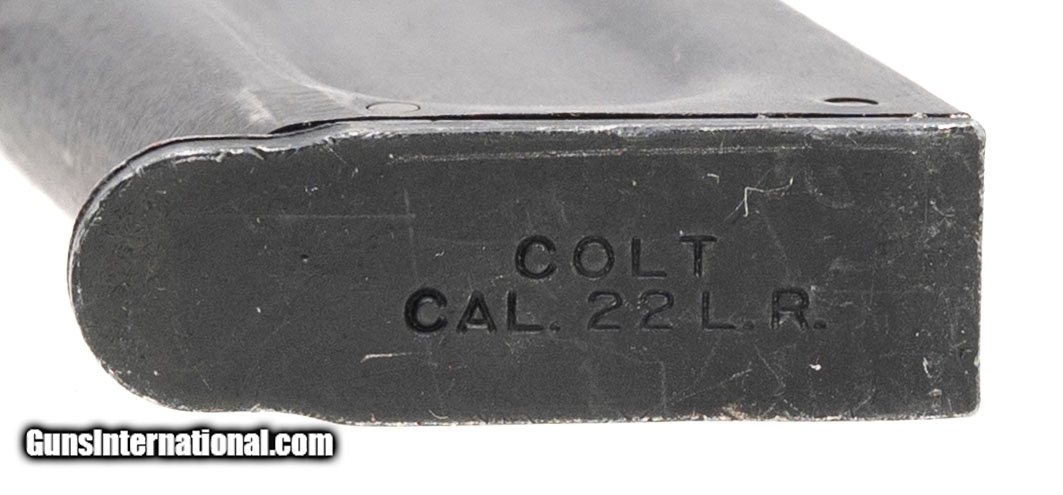 COLT
CAL. 22 L.R.
GunsInternational.com